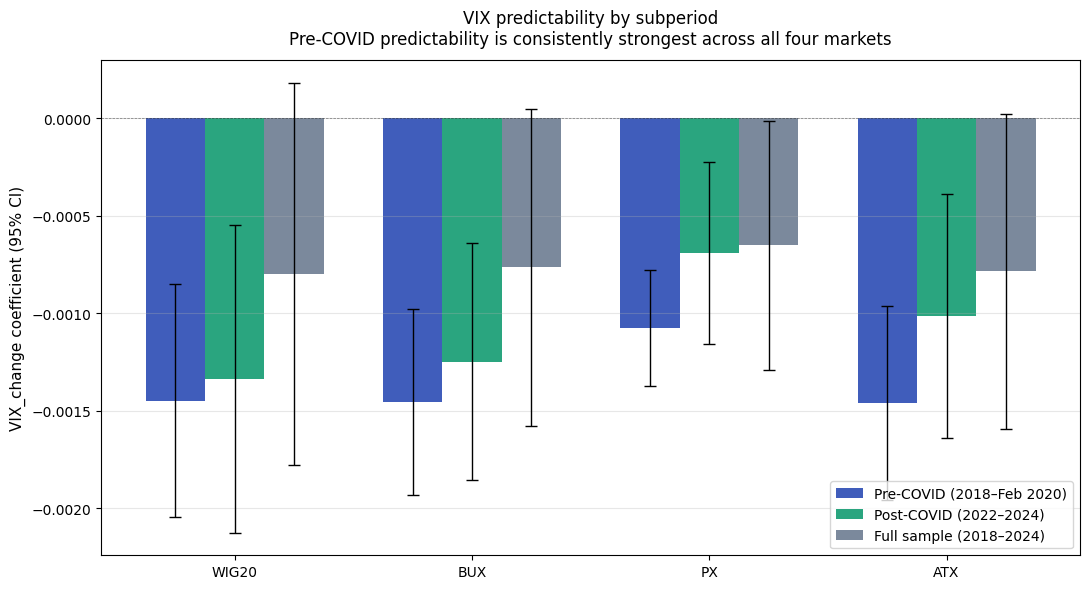 VIX predictability by subperiod
Pre-COVID predictability is consistently strongest across all four markets
VIX_change coefficient (95% CI)
0.0000
−0.0005
−0.0010
−0.0015
−0.0020
WIG20
BUX
PX
ATX
Pre-COVID (2018–Feb 2020)
Post-COVID (2022–2024)
Full sample (2018–2024)